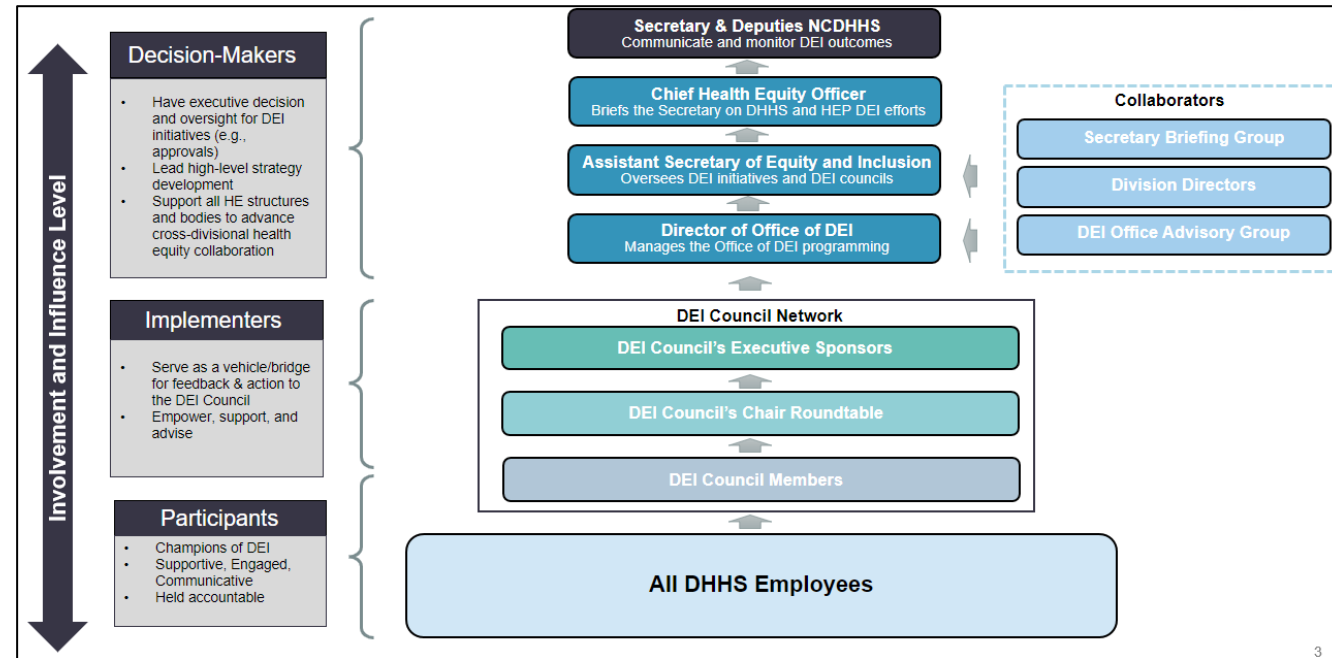 Involvement and Influence Level
Decision-Makers
• Have executive decision
and oversight for DEI
initiatives (e.g.,
approvals)
• Lead high-level strategy
development
• Support all HE structures
and bodies to advance
cross-divisional health
equity collaboration
Implementers
• Serve as a vehicle/bridge
for feedback & action to
the DEI Council
• Empower, support, and
advise
Participants
• Champions of DEI
• Supportive, Engaged,
Communicative
• Held accountable
Secretary & Deputies NCDHHS
Communicate and monitor DEI outcomes
Chief Health Equity Officer
Briefs the Secretary on DHHS and HEP DEI efforts
Assistant Secretary of Equity and Inclusion
Oversees DEI initiatives and DEI councils
Director of Office of DEI
Manages the Office of DEI programming
Collaborators
Secretary Briefing Group
Division Directors
DEI Office Advisory Group
DEI Council Network
DEI Council’s Executive Sponsors
DEI Council’s Chair Roundtable
DEI Council Members
All DHHS Employees
3